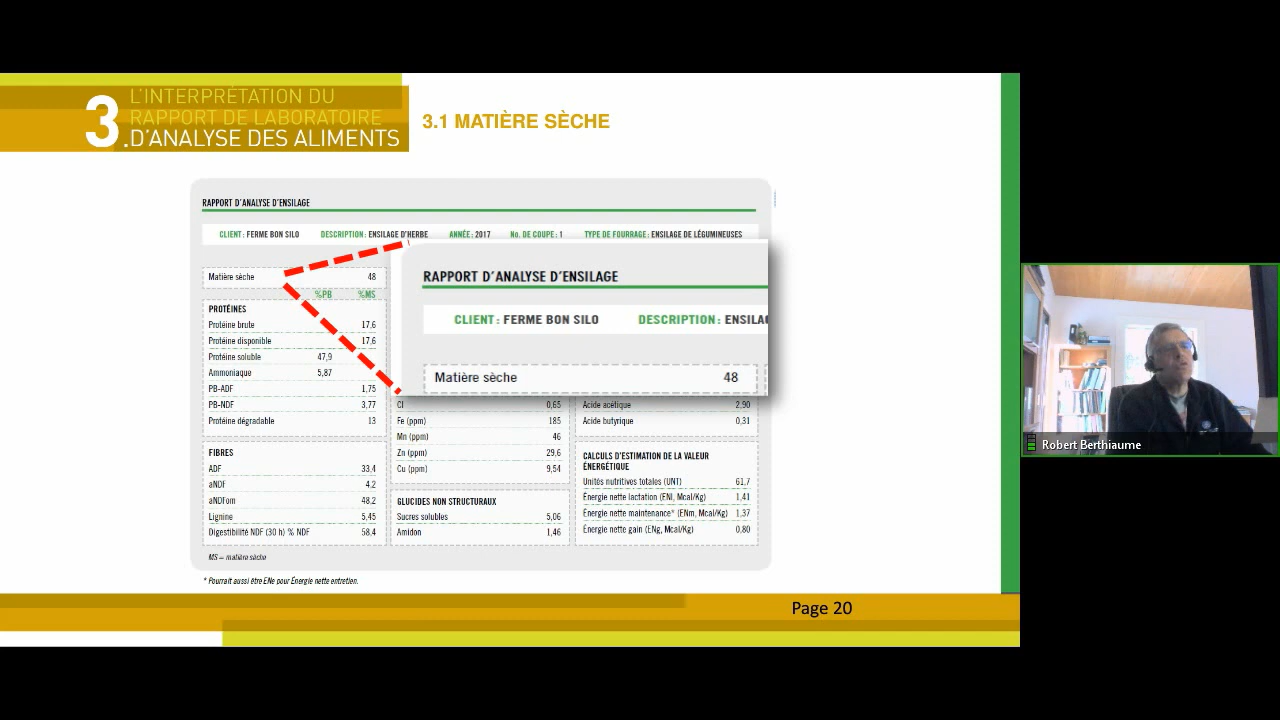 3.
L'INTERPRÉTATION DU
RAPPORT DE LABORATOIRE
D'ANALYSE DES ALIMENTS
3.1 MATIÈRE SÈCHE
RAPPORT D'ANALYSE D'ENSILAGE
CLIENT : FERME BON SILO DESCRIPTION : ENSILAGE D'HERBE ANNÉE : 2017 No. DE COUPE : 1 TYPE DE FOURRAGE : ENSILAGE DE LÉGUMINEUSES
Matière sèche 48
%PB %MS
PROTÉINES
Protéine brute 17,6
Protéine disponible 17,6
Protéine soluble 47,9
Ammoniaque 5,87
PB-ADF 1,75
PB-NDF 3,77
Protéine dégradable 13
FIBRES
ADF 33,4
aNDF 4.2
aNDFom 48,2
Lignine 5,45
Digestibilité NDF (30 h) % NDF 58,4
RAPPORT D'ANALYSE D'ENSILAGE
CLIENT : FERME BON SILO DESCRIPTION : ENSILA
Matière sèche 48
Cl 0,65
Fe (ppm) 185
Mn (ppm) 46
Zn (ppm) 29,6
Cu (ppm) 9,54
GLUCIDES NON STRUCTURAUX
Sucres solubles 5,06
Amidon 1,46
Acide acétique 2,90
Acide butyrique 0,31
CALCULS D'ESTIMATION DE LA VALEUR
ÉNERGÉTIQUE
Unités nutritives totales (UNT) 61,7
Énergie nette lactation (ENl, Mcal/Kg) 1,41
Énergie nette maintenance* (ENm, Mcal/Kg) 1,37
Énergie nette gain (ENg, Mcal/Kg) 0,80
MS = matière sèche
* Pourrait aussi être ENe pour Énergie nette entretien.
Page 20
Robert Berthiaume